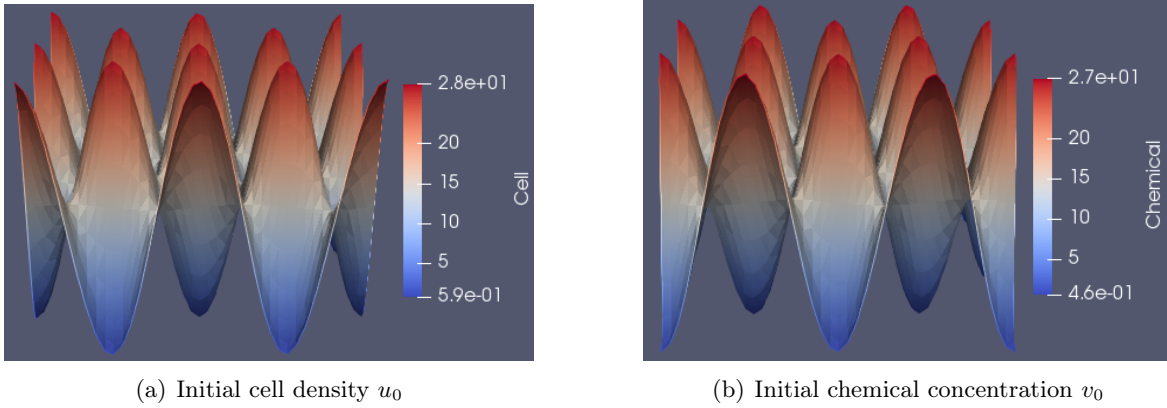 2.8e+01
20
15
10
5
5.9e-01
Cell
2.7e+01
20
15
10
5
4.6e-01
Chemical
(a) Initial cell density u₀
(b) Initial chemical concentration v₀